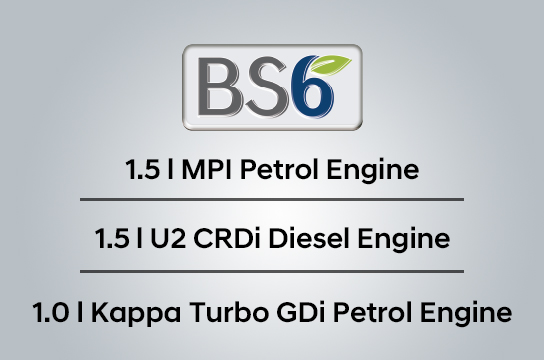 BS6
1.5 l MPI Petrol Engine
1.5 l U2 CRDi Diesel Engine
1.0 l Kappa Turbo GDi Petrol Engine